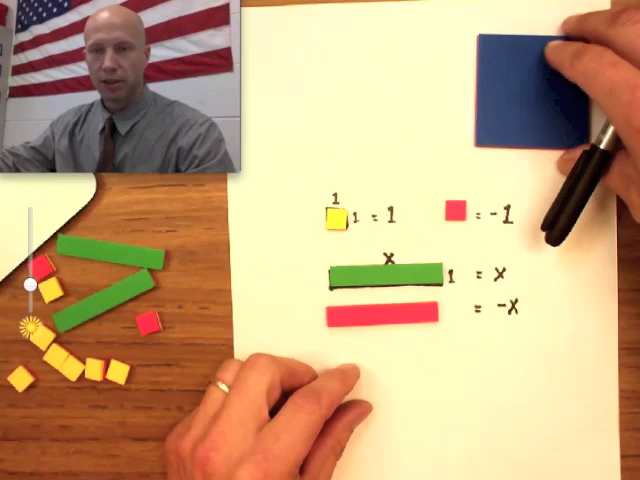 1
1 = 1
= -1
x
1 = x
= -x